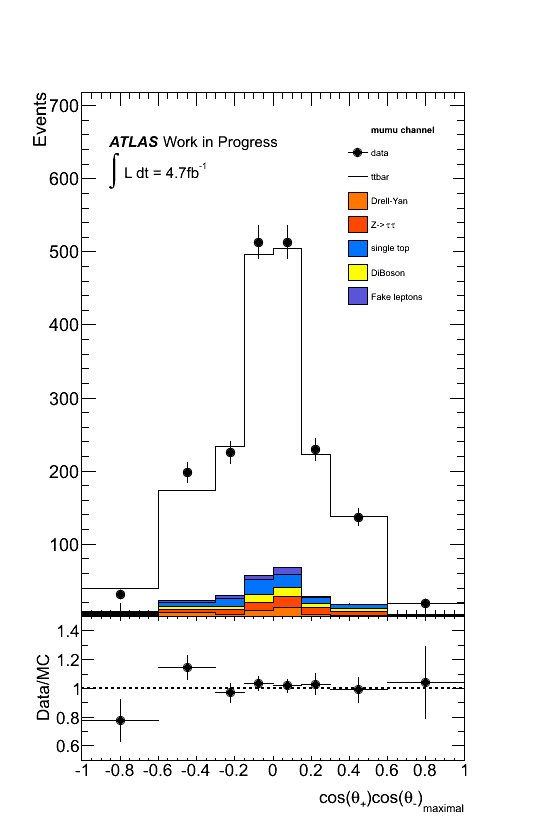 Events
700
600
500
400
300
200
100
ATLAS Work in Progress
∫ L dt = 4.7fb⁻¹
mumu channel
data
ttbar
Drell-Yan
Z->ττ
single top
DiBoson
Fake leptons
Data/MC
1.4
1.2
1
0.8
0.6
-1 -0.8 -0.6 -0.4 -0.2 0 0.2 0.4 0.6 0.8 1
cos(θ₊)cos(θ₋)maximal